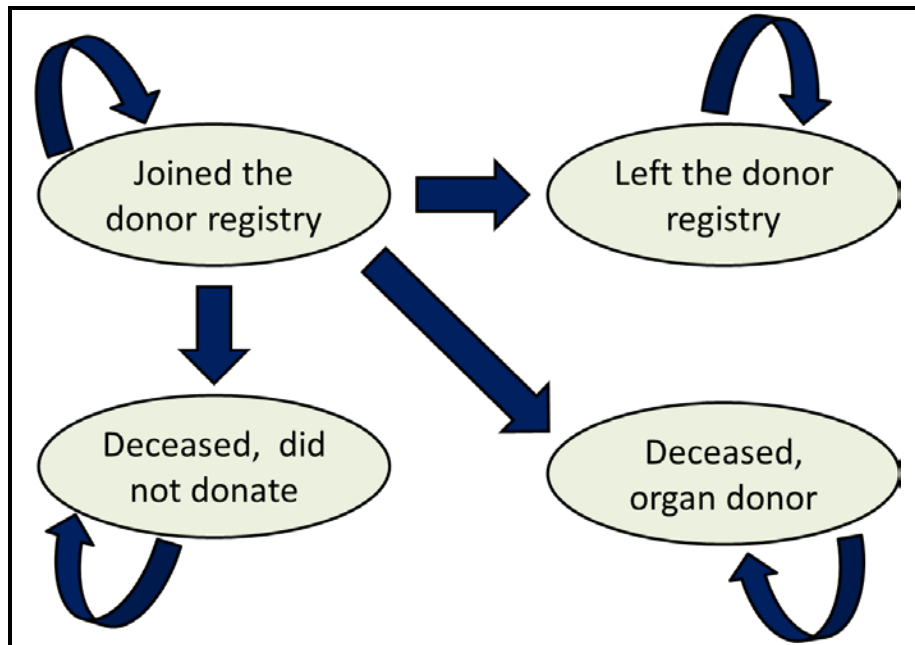 Joined the
donor registry
Left the donor
registry
Deceased,  did
not donate
Deceased,
organ donor